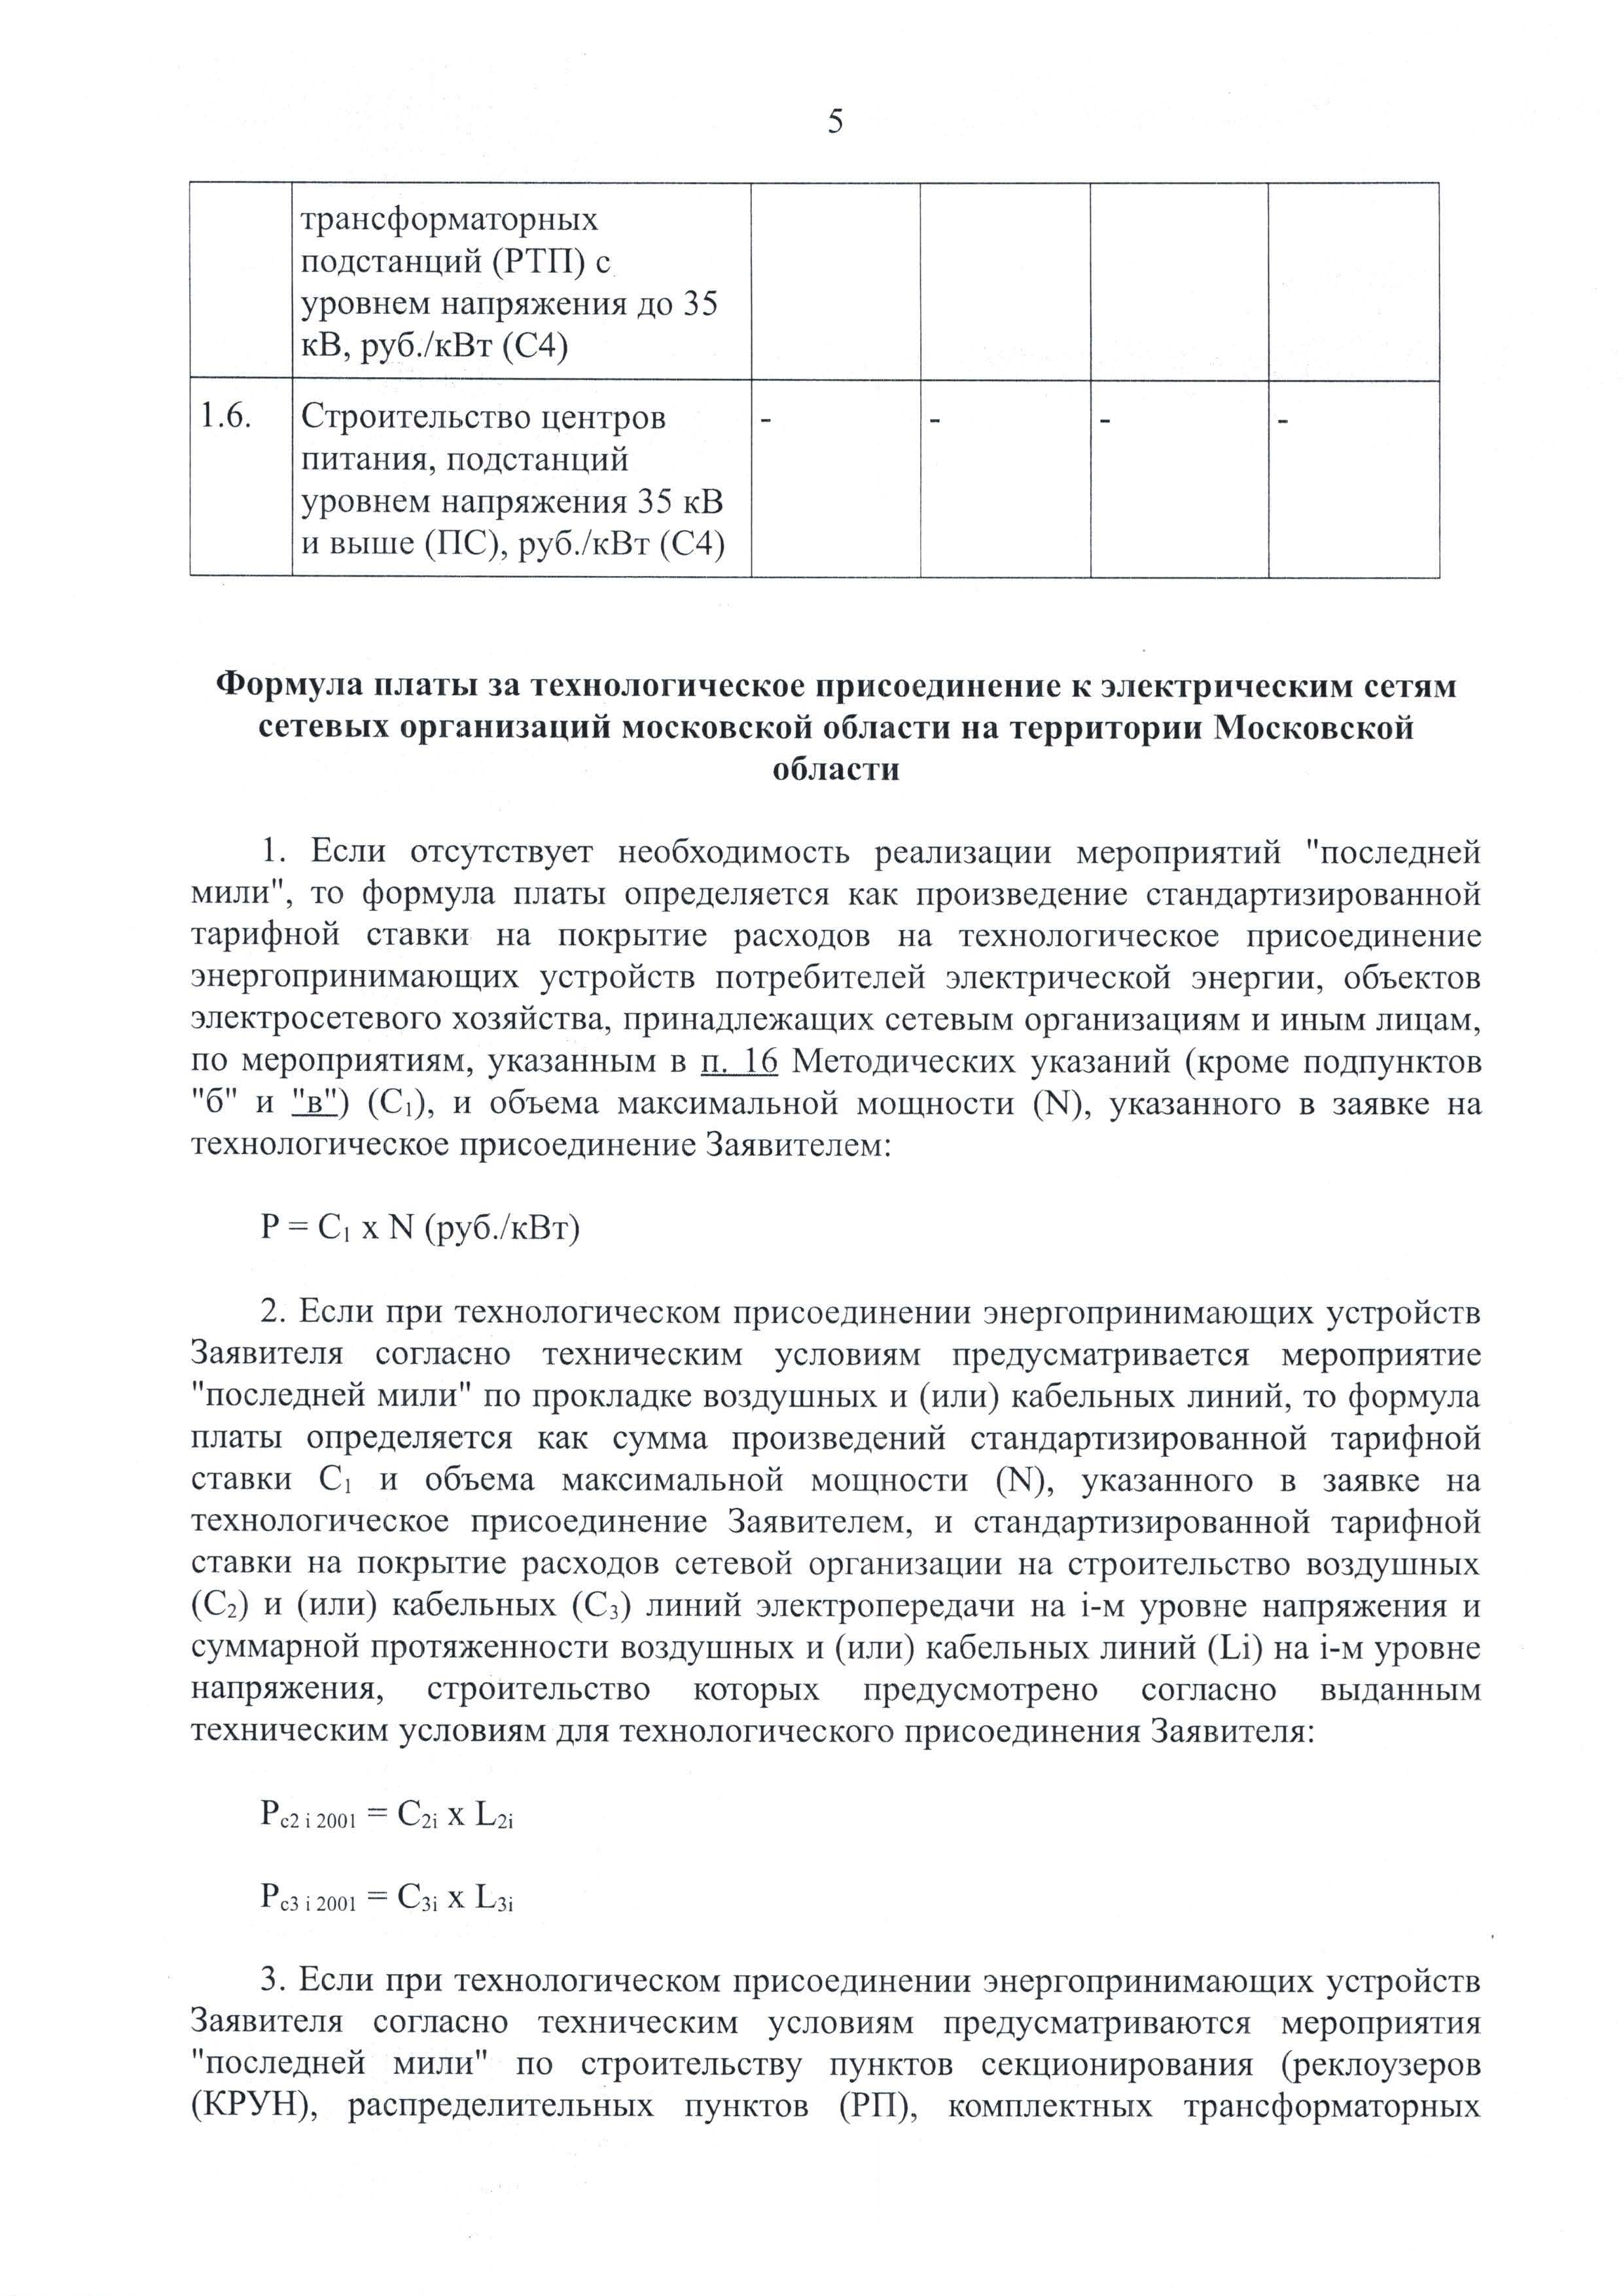 5
трансформаторных
подстанций (РТП) с
уровнем напряжения до 35
кВ, руб./кВт (С4)
1.6. Строительство центров - - - -
питания, подстанций
уровнем напряжения 35 кВ
и выше (ПС), руб./кВт (С4)
Формула платы за технологическое присоединение к электрическим сетям
сетевых организаций московской области на территории Московской
области
1. Если отсутствует необходимость реализации мероприятий "последней
мили", то формула платы определяется как произведение стандартизированной
тарифной ставки на покрытие расходов на технологическое присоединение
энергопринимающих устройств потребителей электрической энергии, объектов
электросетевого хозяйства, принадлежащих сетевым организациям и иным лицам,
по мероприятиям, указанным в п. 16 Методических указаний (кроме подпунктов
"б" и "в") (С₁), и объема максимальной мощности (N), указанного в заявке на
технологическое присоединение Заявителем:
P = C₁ x N (руб./кВт)
2. Если при технологическом присоединении энергопринимающих устройств
Заявителя согласно техническим условиям предусматривается мероприятие
"последней мили" по прокладке воздушных и (или) кабельных линий, то формула
платы определяется как сумма произведений стандартизированной тарифной
ставки С₁ и объема максимальной мощности (N), указанного в заявке на
технологическое присоединение Заявителем, и стандартизированной тарифной
ставки на покрытие расходов сетевой организации на строительство воздушных
(С₂) и (или) кабельных (С₃) линий электропередачи на i-м уровне напряжения и
суммарной протяженности воздушных и (или) кабельных линий (Li) на i-м уровне
напряжения, строительство которых предусмотрено согласно выданным
техническим условиям для технологического присоединения Заявителя:
Pc2 i 2001 = C2i x L2i
Pc3 i 2001 = C3i x L3i
3. Если при технологическом присоединении энергопринимающих устройств
Заявителя согласно техническим условиям предусматриваются мероприятия
"последней мили" по строительству пунктов секционирования (реклоузеров
(КРУН), распределительных пунктов (РП), комплектных трансформаторных